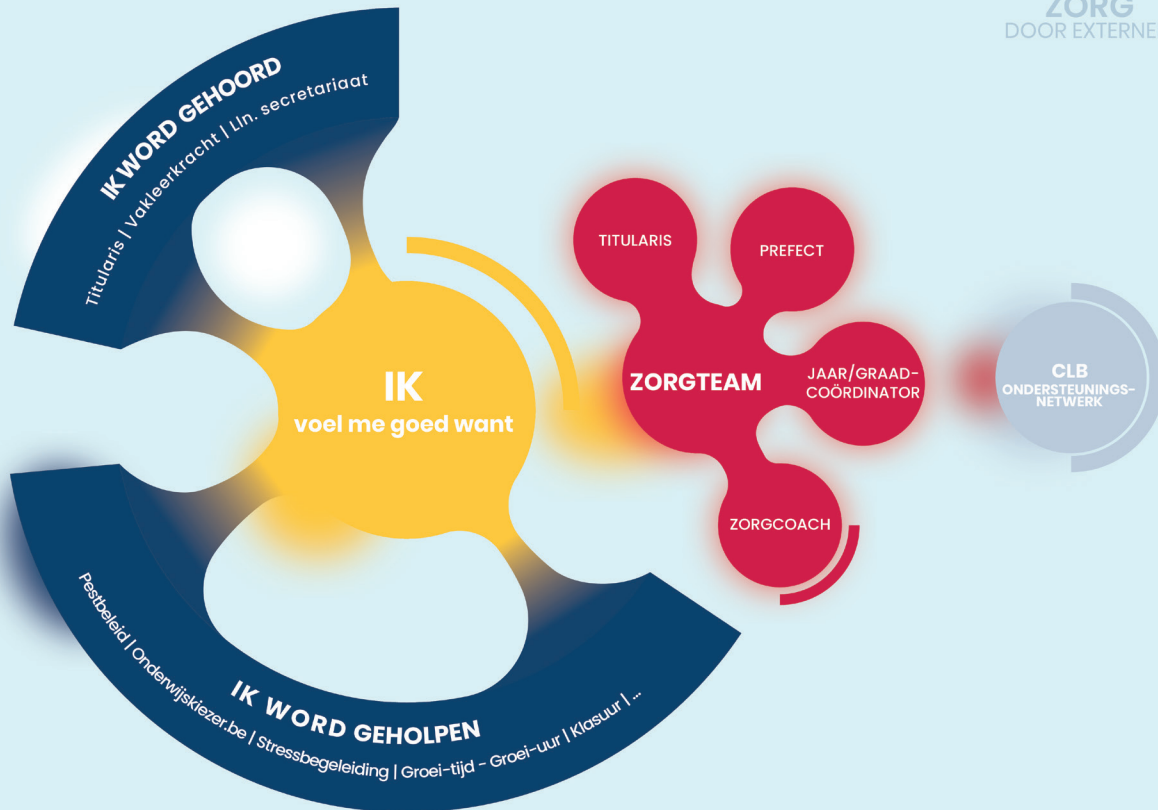 ZORG
DOOR EXTERNE
IK WORD GEHOORD
Titularis | Vakleerkracht | Lln. secretariaat
IK
voel me goed want
TITULARIS
PREFECT
ZORGTEAM
JAAR/GRAAD-
COÖRDINATOR
ZORGCOACH
CLB
ONDERSTEUNINGS-
NETWERK
IK WORD GEHOLPEN
Pestbeleid | Onderwijskiezer.be | Stressbegeleiding | Groei-tijd - Groei-uur | Klasuur | ...